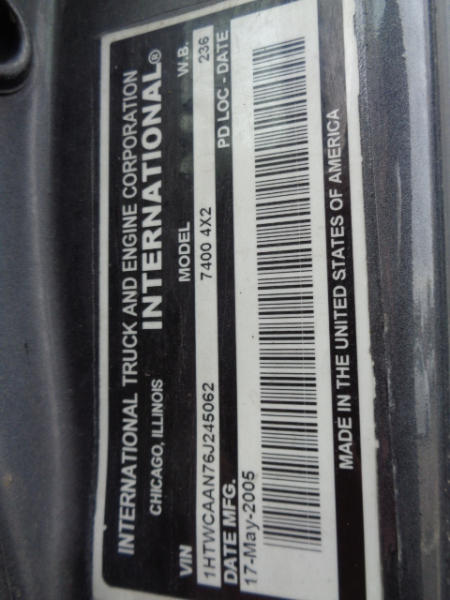 INTERNATIONAL TRUCK AND ENGINE CORPORATION
CHICAGO, ILLINOIS INTERNATIONAL®
VIN MODEL W.B.
1HTWCAAN76J245062 7400 4X2 236
DATE MFG. PD LOC - DATE
17-May-2005
MADE IN THE UNITED STATES OF AMERICA